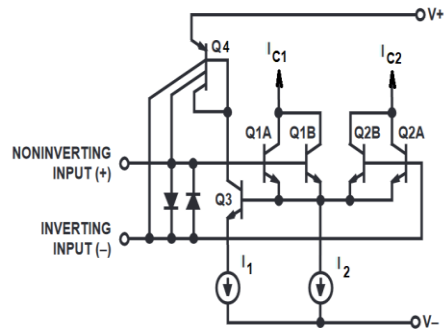 V+
Q4
I C1
I C2
Q1A
Q1B
Q2B
Q2A
NONINVERTING
INPUT (+)
Q3
INVERTING
INPUT (–)
I 1
I 2
V–